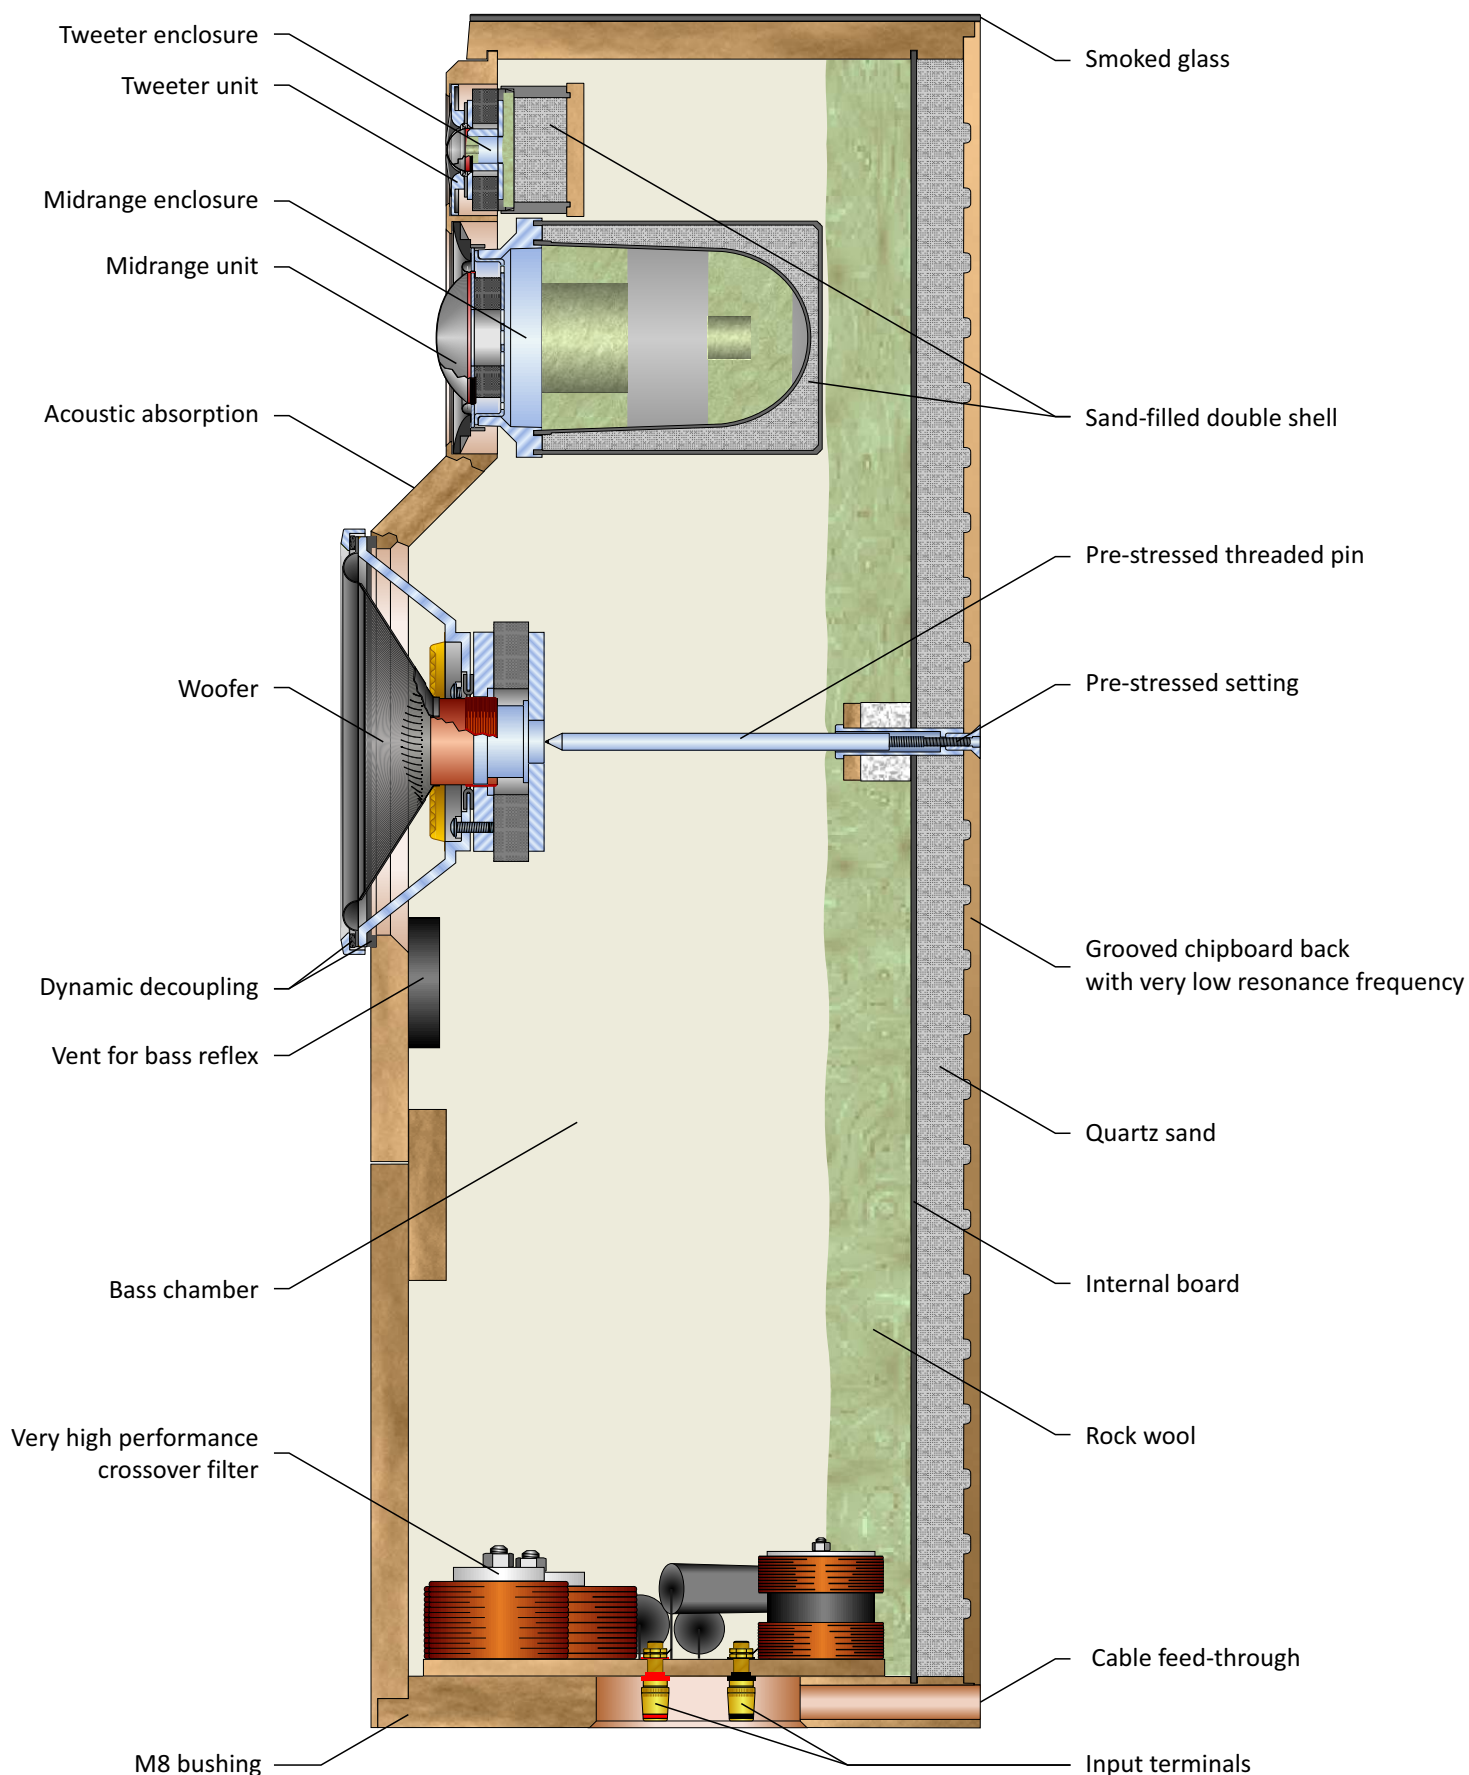 Tweeter enclosure
Tweeter unit
Midrange enclosure
Midrange unit
Acoustic absorption
Woofer
Dynamic decoupling
Vent for bass reflex
Bass chamber
Very high performance
crossover filter
M8 bushing
Smoked glass
Sand-filled double shell
Pre-stressed threaded pin
Pre-stressed setting
Grooved chipboard back
with very low resonance frequency
Quartz sand
Internal board
Rock wool
Cable feed-through
Input terminals